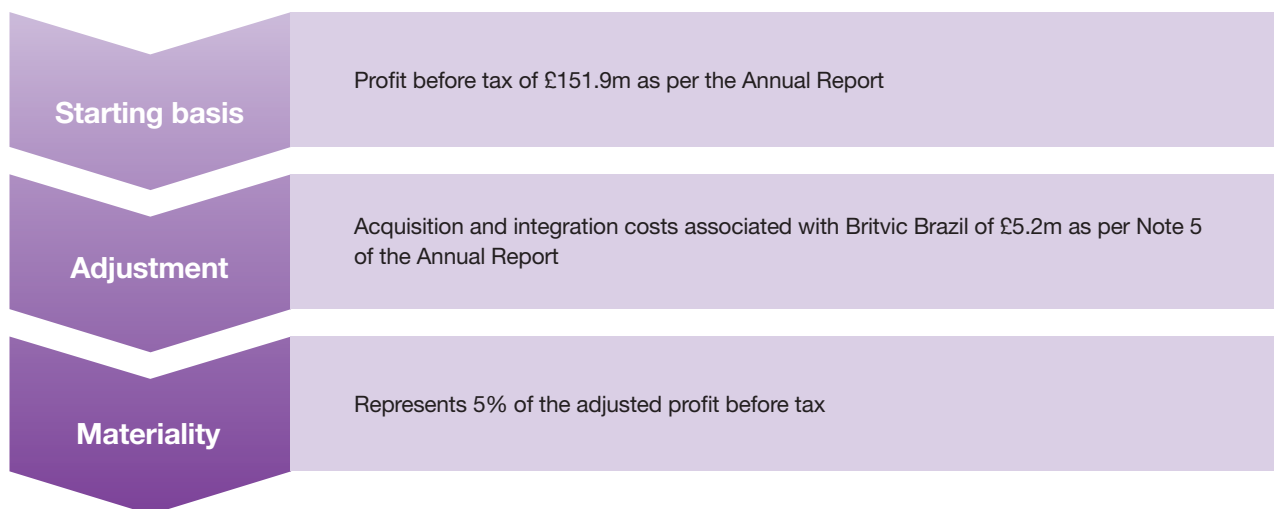 Starting basis
Profit before tax of £151.9m as per the Annual Report
Adjustment
Acquisition and integration costs associated with Britvic Brazil of £5.2m as per Note 5
of the Annual Report
Materiality
Represents 5% of the adjusted profit before tax